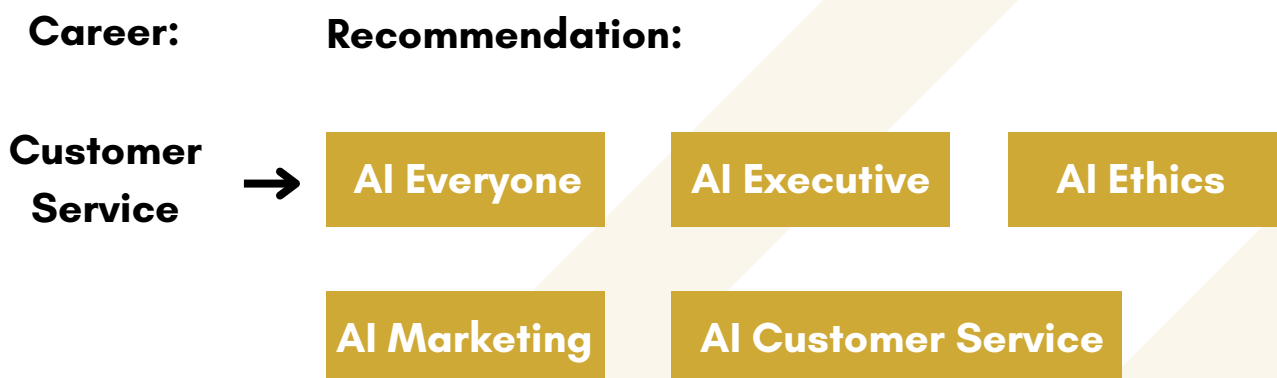 Career:
Recommendation:
Customer
Service
AI Everyone
AI Executive
AI Ethics
AI Marketing
AI Customer Service